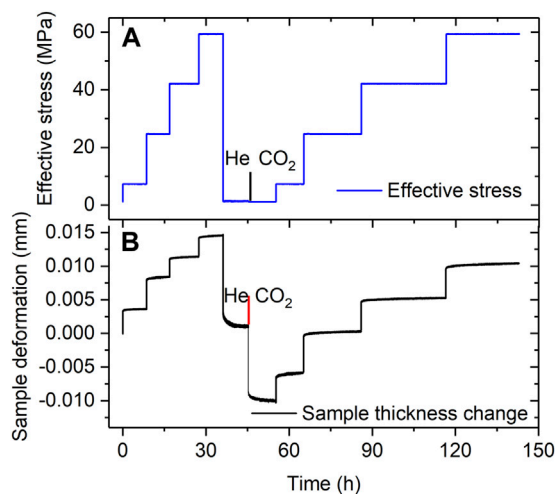 A
Effective stress (MPa)
60
40
20
0
He CO2
Effective stress
B
Sample deformation (mm)
0.015
0.010
0.005
0.000
-0.005
-0.010
He CO2
Sample thickness change
0 30 60 90 120 150
Time (h)